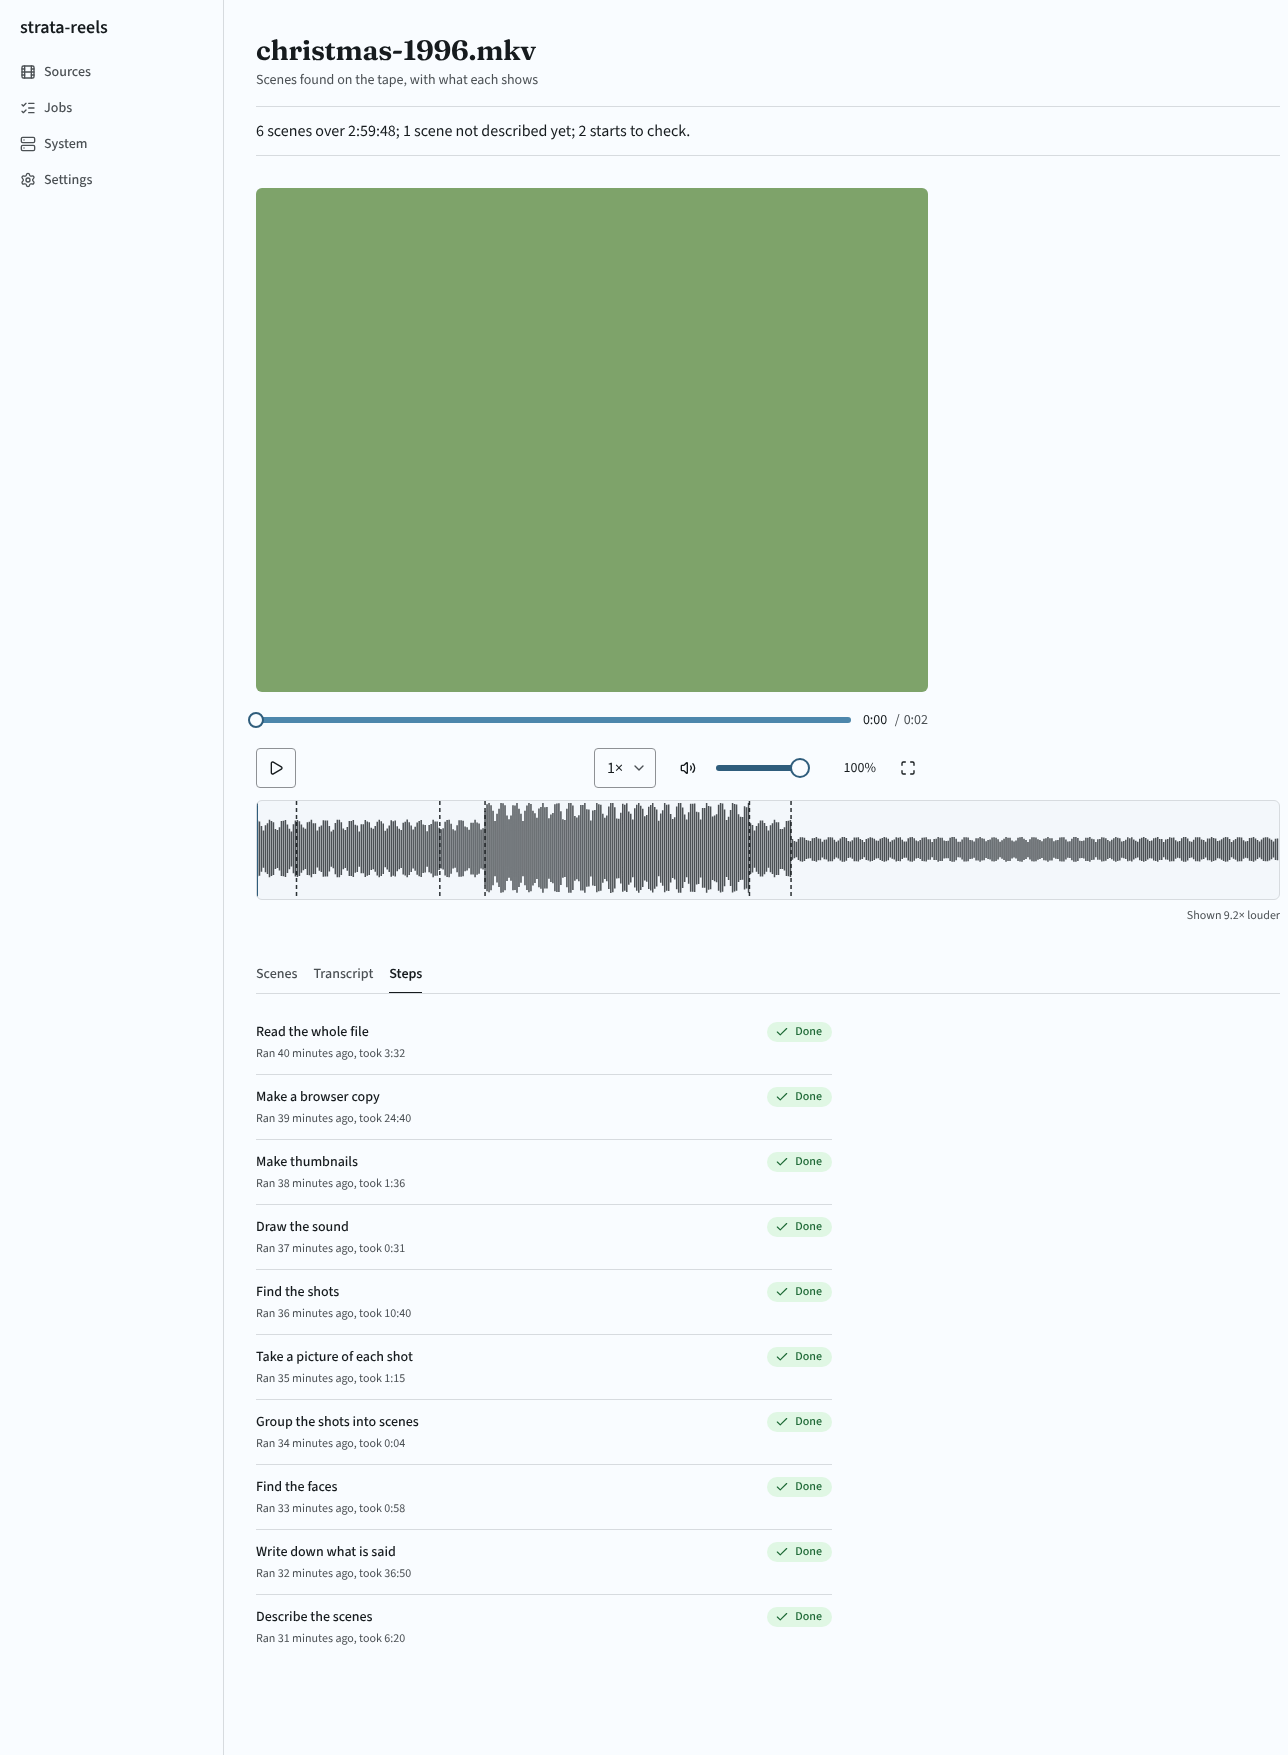 strata-reels
Sources
Jobs
System
Settings
christmas-1996.mkv
Scenes found on the tape, with what each shows
6 scenes over 2:59:48; 1 scene not described yet; 2 starts to check.
0:00 / 0:02
1× 100%
Shown 9.2× louder
Scenes Transcript Steps
Read the whole file Done
Ran 40 minutes ago, took 3:32
Make a browser copy Done
Ran 39 minutes ago, took 24:40
Make thumbnails Done
Ran 38 minutes ago, took 1:36
Draw the sound Done
Ran 37 minutes ago, took 0:31
Find the shots Done
Ran 36 minutes ago, took 10:40
Take a picture of each shot Done
Ran 35 minutes ago, took 1:15
Group the shots into scenes Done
Ran 34 minutes ago, took 0:04
Find the faces Done
Ran 33 minutes ago, took 0:58
Write down what is said Done
Ran 32 minutes ago, took 36:50
Describe the scenes Done
Ran 31 minutes ago, took 6:20